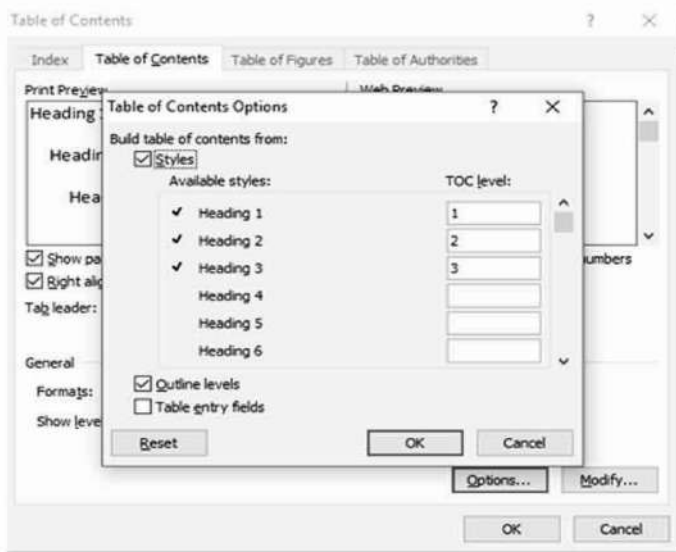 Table of Contents ? ×
Index Table of Contents Table of Figures Table of Authorities
Print Preview Web Preview
Heading
Table of Contents Options ? ×
Build table of contents from:
Styles
Available styles: TOC level:
Heading 1 1
Heading 2 2
Heading 3 3
Heading 4
Heading 5
Heading 6
Outline levels
Table entry fields
Reset OK Cancel
Headin
Hea
Show pa umbers
Right alig
Tab leader:
General
Formats:
Show leve
Options... Modify...
OK Cancel